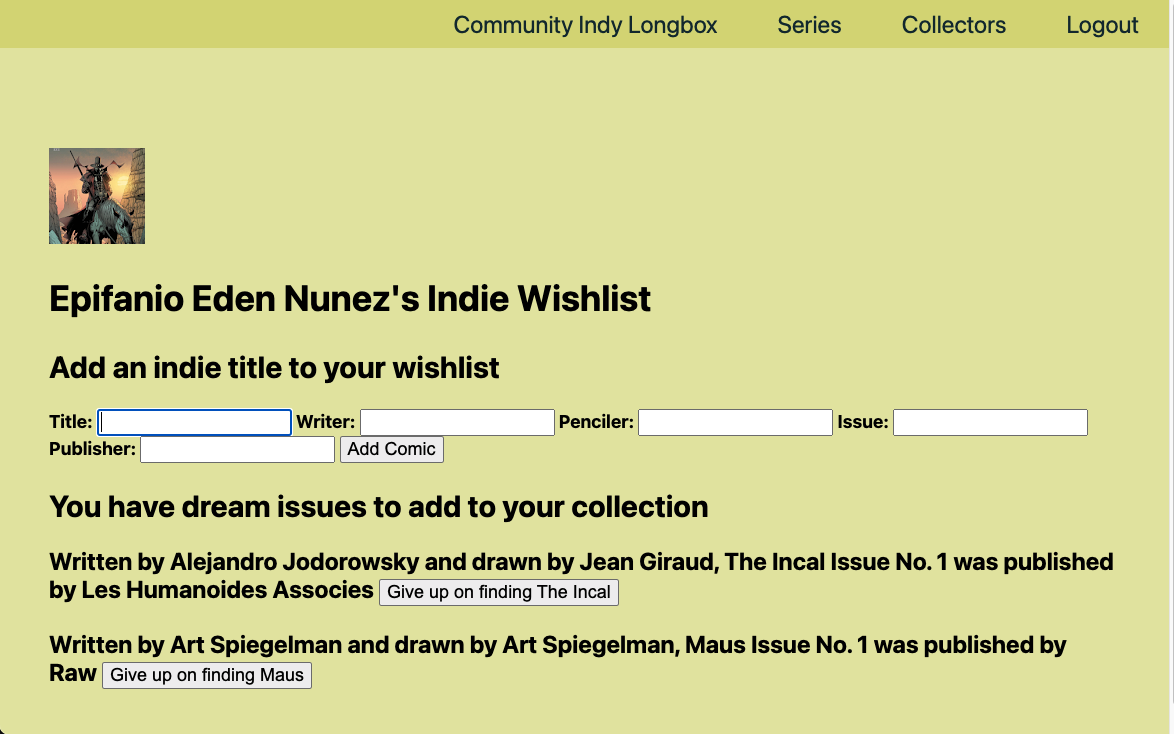 Community Indy Longbox Series Collectors Logout
Epifanio Eden Nunez's Indie Wishlist
Add an indie title to your wishlist
Title: Writer: Penciler: Issue:
Publisher: Add Comic
You have dream issues to add to your collection
Written by Alejandro Jodorowsky and drawn by Jean Giraud, The Incal Issue No. 1 was published
by Les Humanoides Associes Give up on finding The Incal
Written by Art Spiegelman and drawn by Art Spiegelman, Maus Issue No. 1 was published by
Raw Give up on finding Maus